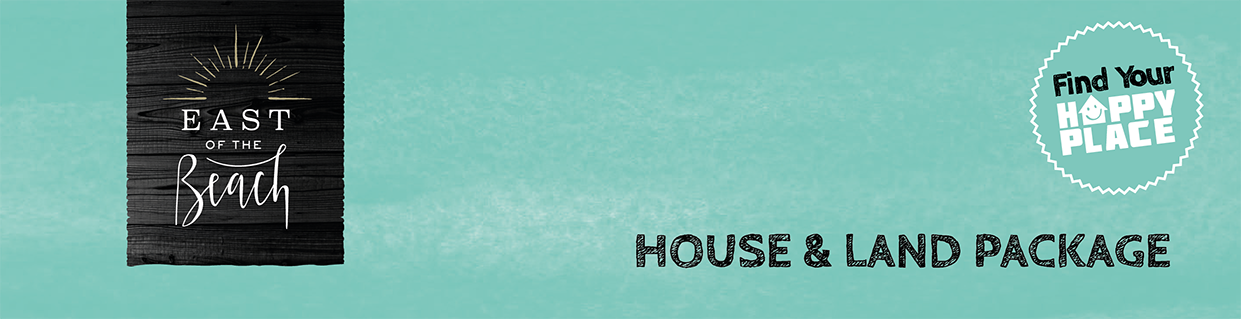 EAST
OF THE
Beach
Find Your
HAPPY
PLACE
HOUSE & LAND PACKAGE